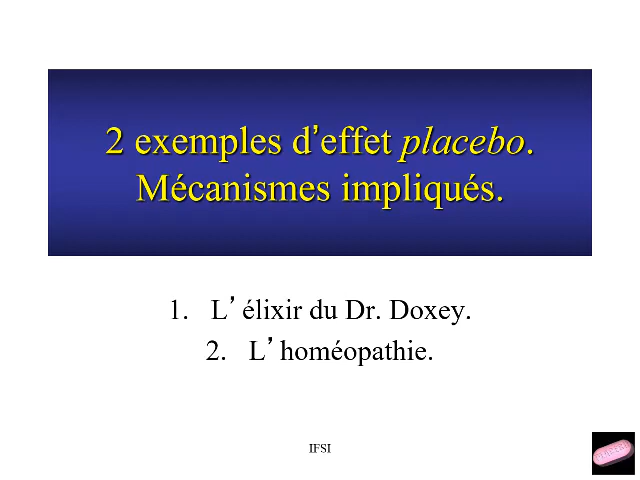 2 exemples d’effet placebo.
Mécanismes impliqués.
1. L’élixir du Dr. Doxey.
2. L’homéopathie.
IFSI